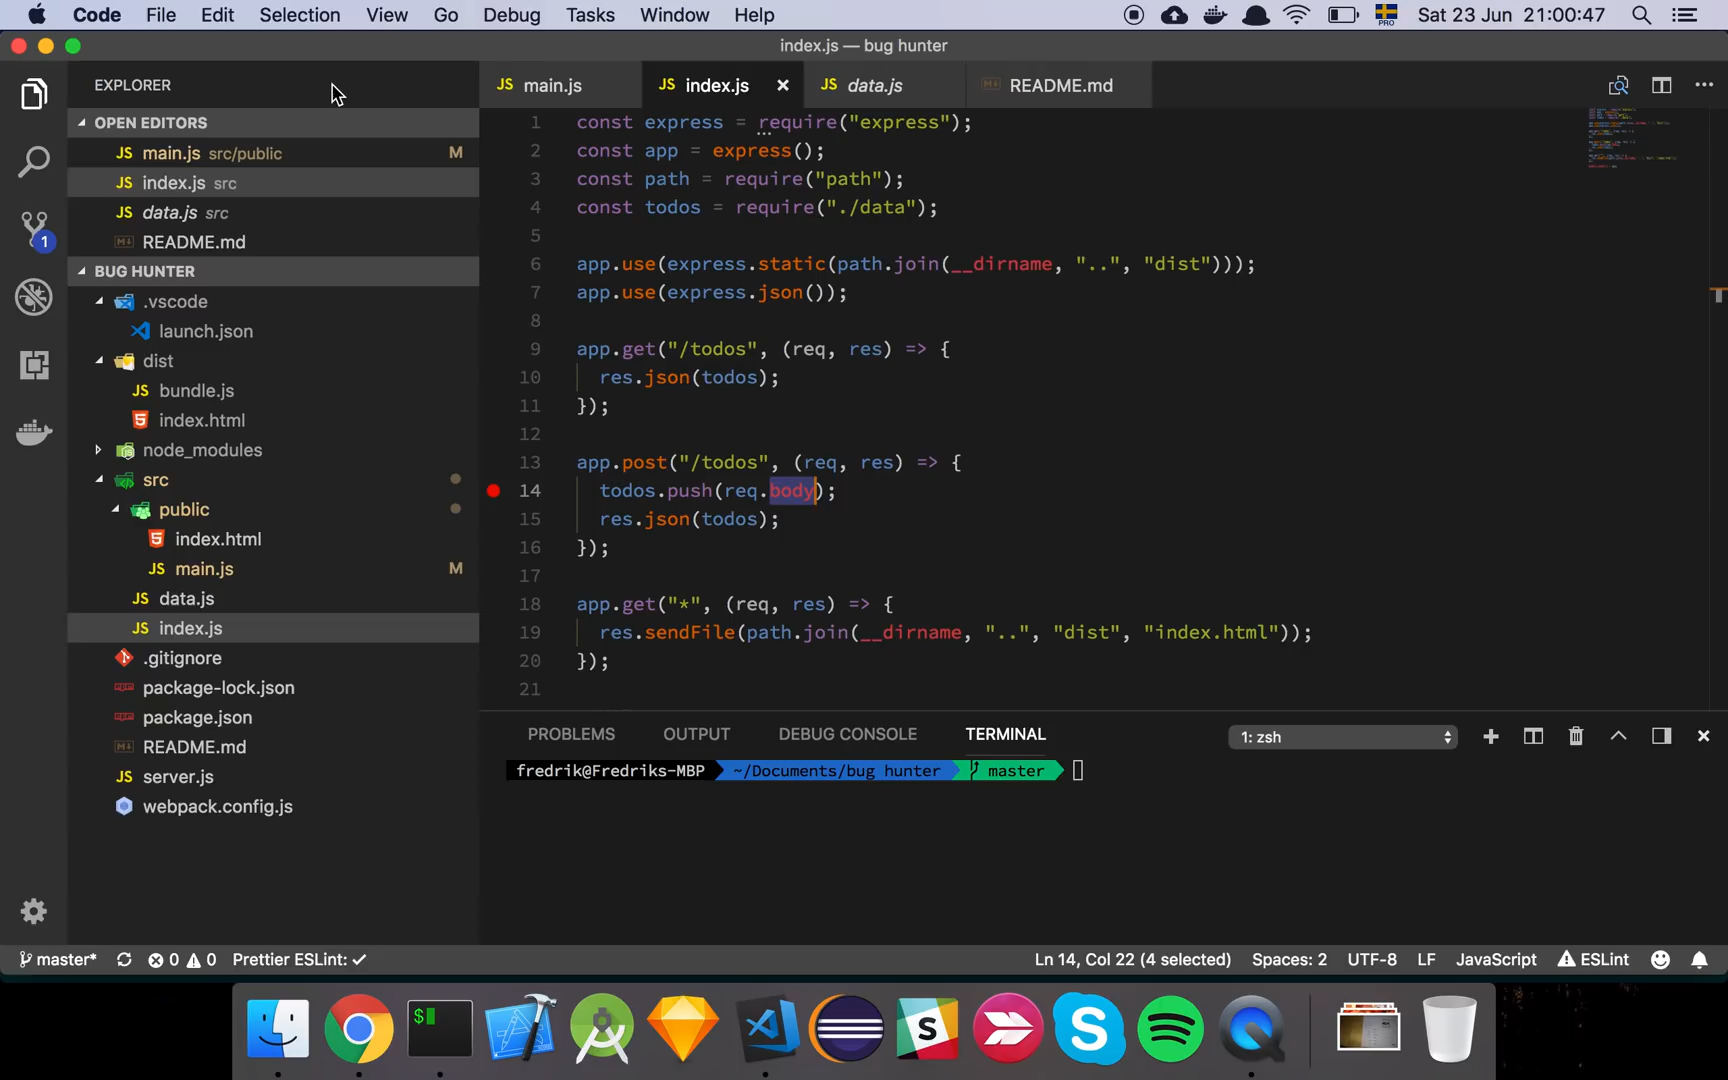 Code File Edit Selection View Go Debug Tasks Window Help PRO Sat 23 Jun 21:00:47
index.js — bug hunter
EXPLORER
OPEN EDITORS
JS main.js src/public M
JS index.js src
JS data.js src
README.md
1
BUG HUNTER
.vscode
launch.json
dist
JS bundle.js
index.html
node_modules
src
public
index.html
JS main.js M
JS data.js
JS index.js
.gitignore
package-lock.json
package.json
README.md
server.js
webpack.config.js
JS main.js JS index.js JS data.js README.md
1 const express = require("express");
2 const app = express();
3 const path = require("path");
4 const todos = require("./data");
5
6 app.use(express.static(path.join(__dirname, "..", "dist")));
7 app.use(express.json());
8
9 app.get("/todos", (req, res) => {
10 res.json(todos);
11 });
12
13 app.post("/todos", (req, res) => {
14 todos.push(req.body);
15 res.json(todos);
16 });
17
18 app.get("*", (req, res) => {
19 res.sendFile(path.join(__dirname, "..", "dist", "index.html"));
20 });
21
PROBLEMS OUTPUT DEBUG CONSOLE TERMINAL 1: zsh
fredrik@Fredriks-MBP ~/Documents/bug hunter master
master* 0 0 Prettier ESLint: ✓ Ln 14, Col 22 (4 selected) Spaces: 2 UTF-8 LF JavaScript ESLint
$
S